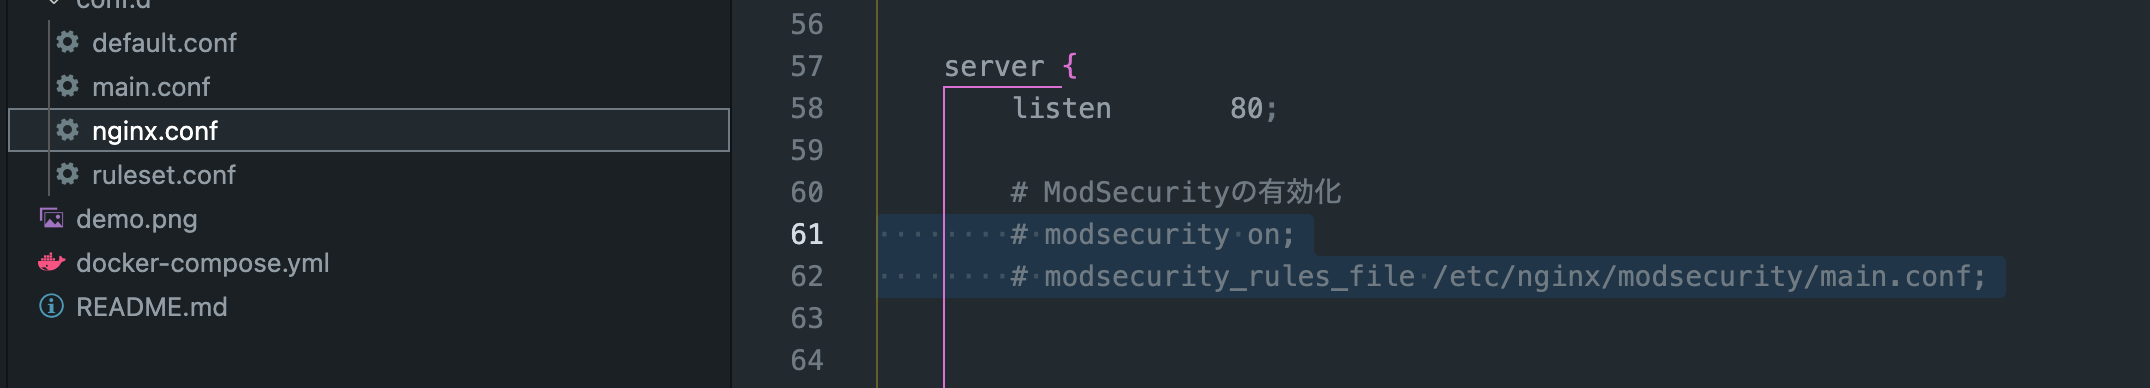 conf.d
default.conf
main.conf
nginx.conf
ruleset.conf
demo.png
docker-compose.yml
README.md
56
57 server {
58 listen 80;
59
60 # ModSecurityの有効化
61 # modsecurity on;
62 # modsecurity_rules_file /etc/nginx/modsecurity/main.conf;
63
64